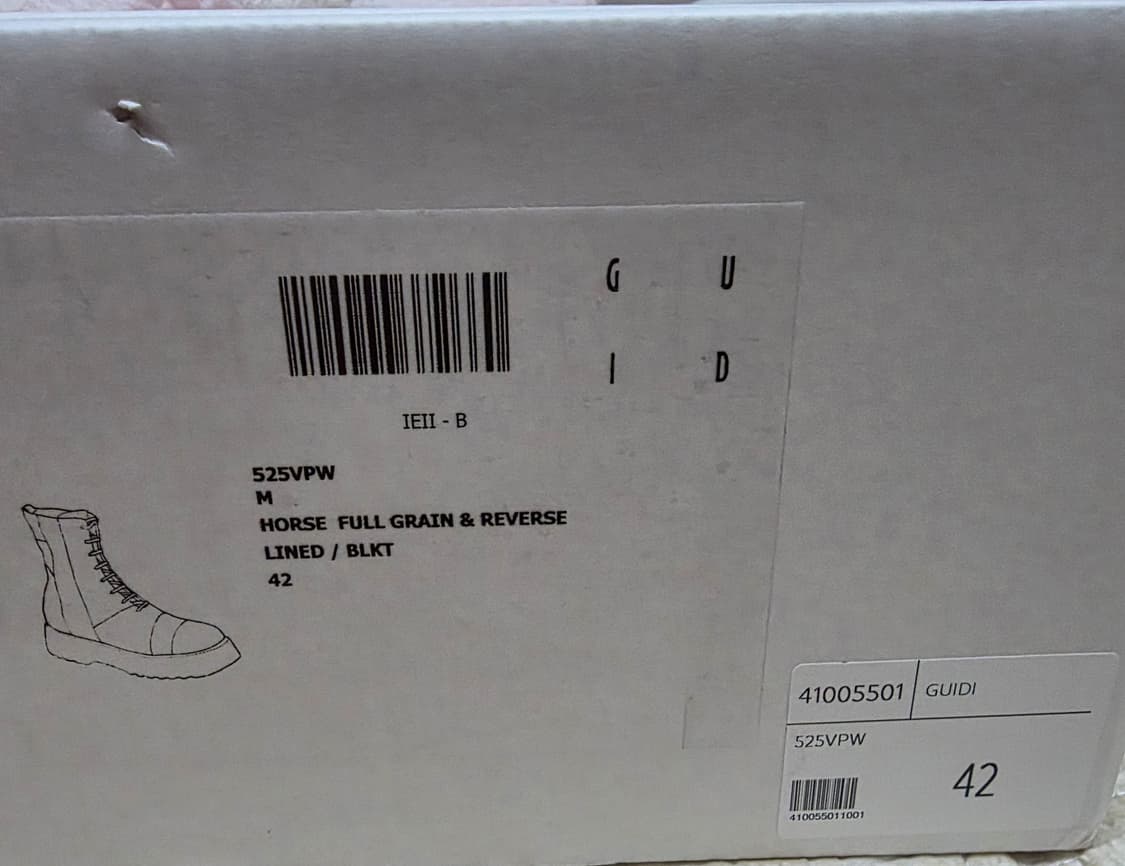 G U
I D
IEII - B
525VPW
M
HORSE FULL GRAIN & REVERSE
LINED / BLKT
42
41005501 GUIDI
525VPW
42
410055011001